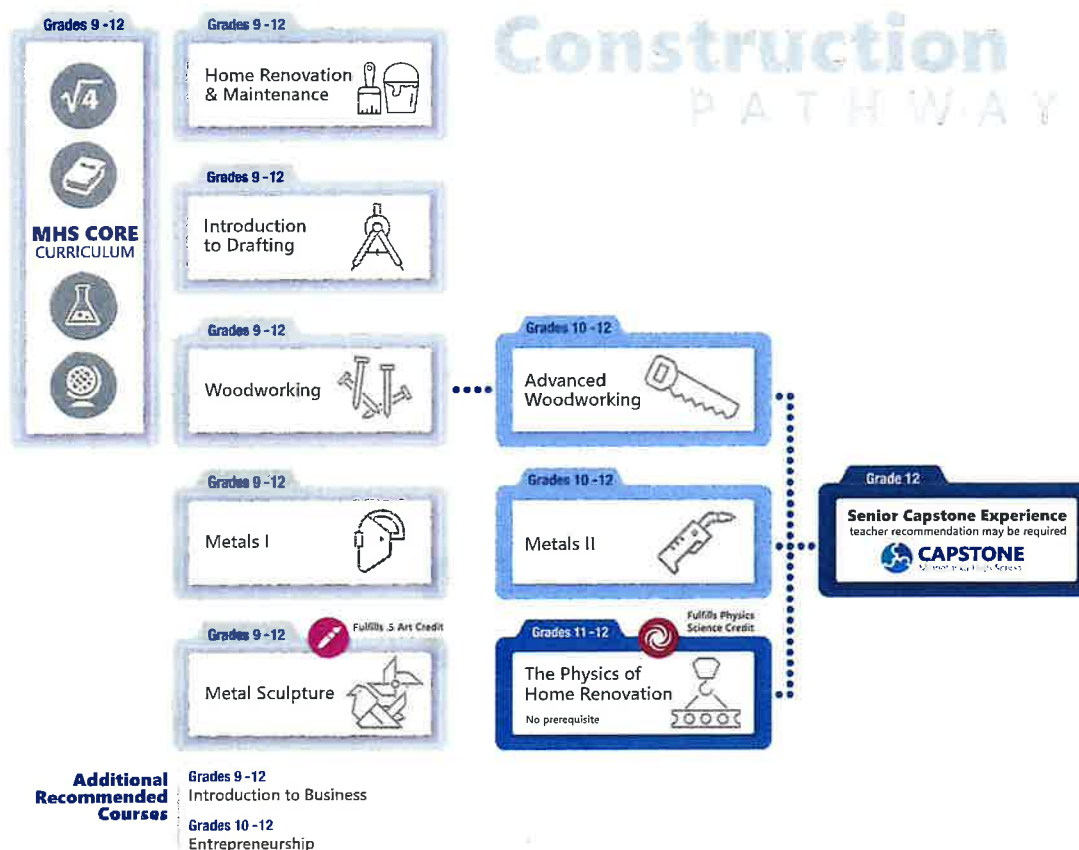 Construction
PATHWAY
Grades 9-12
√4
MHS CORE
CURRICULUM
Grades 9-12
Home Renovation
& Maintenance
Grades 9-12
Introduction
to Drafting
Grades 9-12
Woodworking
Grades 10-12
Advanced
Woodworking
Grades 9-12
Metals I
Grades 10-12
Metals II
Grade 12
Senior Capstone Experience
teacher recommendation may be required
CAPSTONE
High School
Grades 9-12
Fulfills .5 Art Credit
Metal Sculpture
Grades 11-12
Fulfills Physics
Science Credit
The Physics of
Home Renovation
No prerequisite
Additional
Recommended
Courses
Grades 9-12
Introduction to Business
Grades 10-12
Entrepreneurship